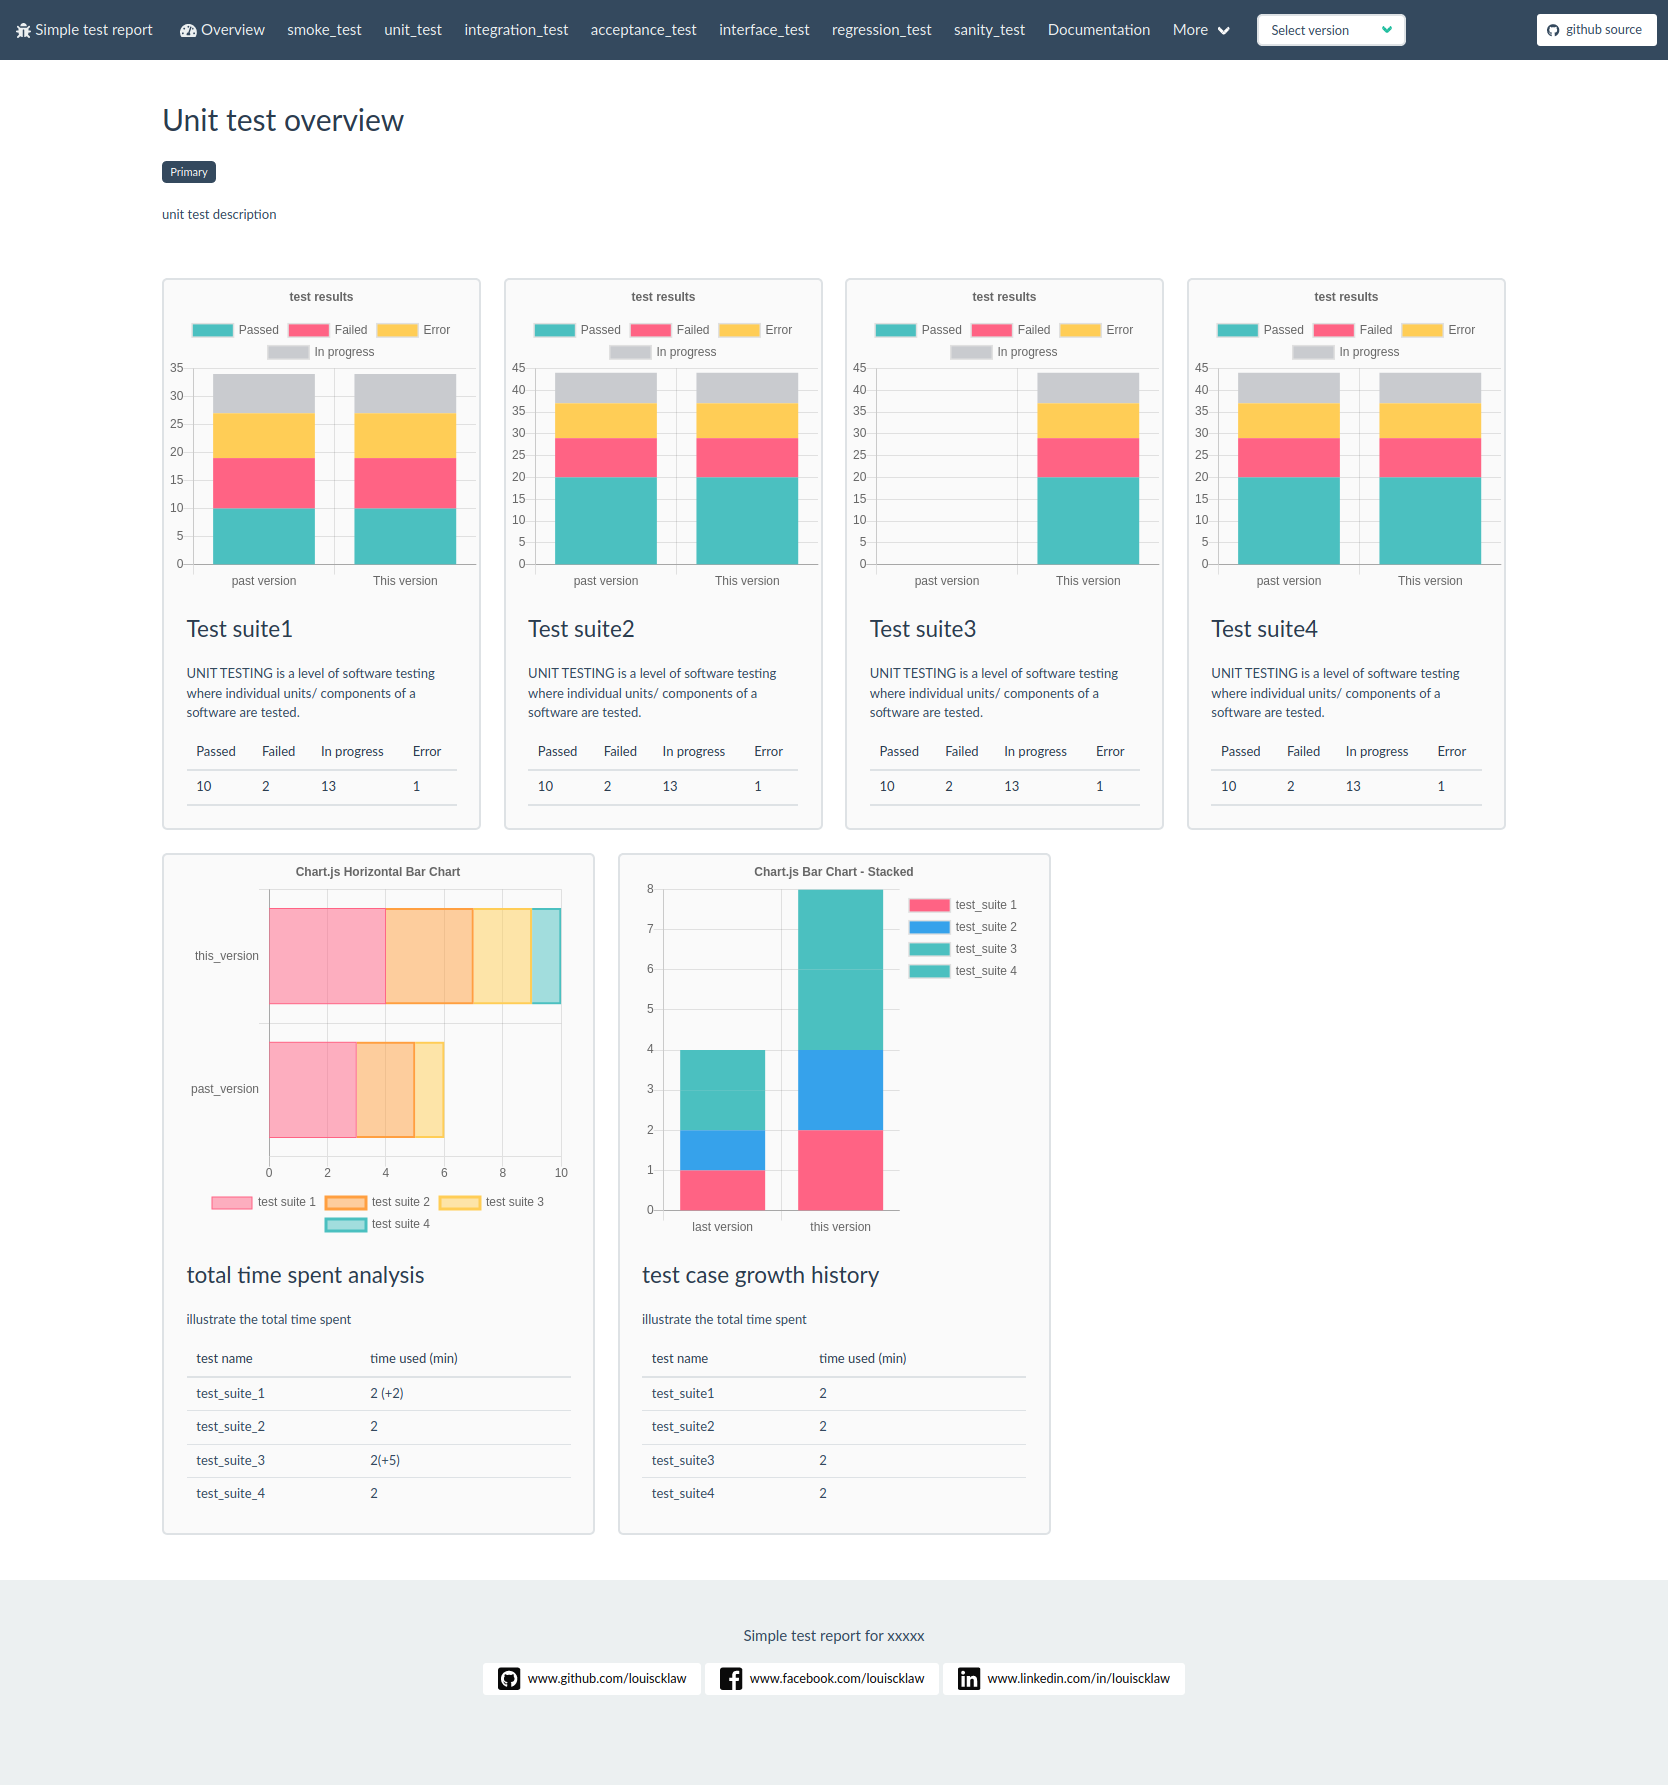 Simple test report Overview smoke_test unit_test integration_test acceptance_test interface_test regression_test sanity_test Documentation More Select version github source
Unit test overview
Primary
unit test description
test results
Passed Failed Error
In progress
35
30
25
20
15
10
5
0
past version This version
Test suite1
UNIT TESTING is a level of software testing
where individual units/ components of a
software are tested.
Passed Failed In progress Error
10 2 13 1
test results
Passed Failed Error
In progress
45
40
35
30
25
20
15
10
5
0
past version This version
Test suite2
UNIT TESTING is a level of software testing
where individual units/ components of a
software are tested.
Passed Failed In progress Error
10 2 13 1
test results
Passed Failed Error
In progress
45
40
35
30
25
20
15
10
5
0
past version This version
Test suite3
UNIT TESTING is a level of software testing
where individual units/ components of a
software are tested.
Passed Failed In progress Error
10 2 13 1
test results
Passed Failed Error
In progress
45
40
35
30
25
20
15
10
5
0
past version This version
Test suite4
UNIT TESTING is a level of software testing
where individual units/ components of a
software are tested.
Passed Failed In progress Error
10 2 13 1
Chart.js Horizontal Bar Chart
this_version
past_version
0 2 4 6 8 10
test suite 1 test suite 2 test suite 3
test suite 4
total time spent analysis
illustrate the total time spent
test name time used (min)
test_suite_1 2 (+2)
test_suite_2 2
test_suite_3 2(+5)
test_suite_4 2
Chart.js Bar Chart - Stacked
8
7
6
5
4
3
2
1
0
test_suite 1
test_suite 2
test_suite 3
test_suite 4
last version this version
test case growth history
illustrate the total time spent
test name time used (min)
test_suite1 2
test_suite2 2
test_suite3 2
test_suite4 2
Simple test report for xxxxx
www.github.com/louiscklaw www.facebook.com/louiscklaw www.linkedin.com/in/louiscklaw